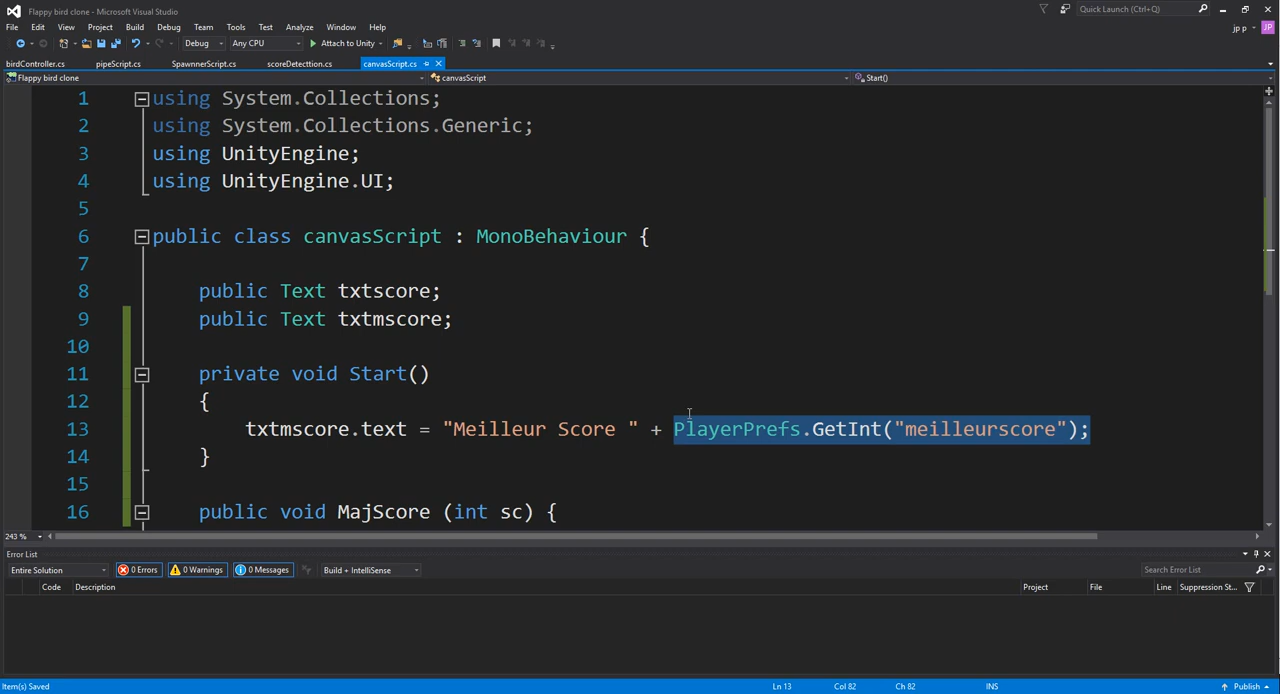 Flappy bird clone - Microsoft Visual Studio
Quick Launch (Ctrl+Q)
File Edit View Project Build Debug Team Tools Test Analyze Window Help
jp p JP
Debug Any CPU Attach to Unity
birdController.cs pipeScript.cs SpawnnerScript.cs scoreDetecttion.cs canvasScript.cs
Flappy bird clone canvasScript Start()
1 using System.Collections;
2 using System.Collections.Generic;
3 using UnityEngine;
4 using UnityEngine.UI;
5
6 public class canvasScript : MonoBehaviour {
7
8 public Text txtscore;
9 public Text txtmscore;
10
11 private void Start()
12 {
13 txtmscore.text = "Meilleur Score " + PlayerPrefs.GetInt("meilleurscore");
14 }
15
16 public void MajScore (int sc) {
243 %
Error List
Entire Solution 0 Errors 0 Warnings 0 Messages Build + IntelliSense Search Error List
Code Description Project File Line Suppression St...
Item(s) Saved Ln 13 Col 82 Ch 82 INS Publish